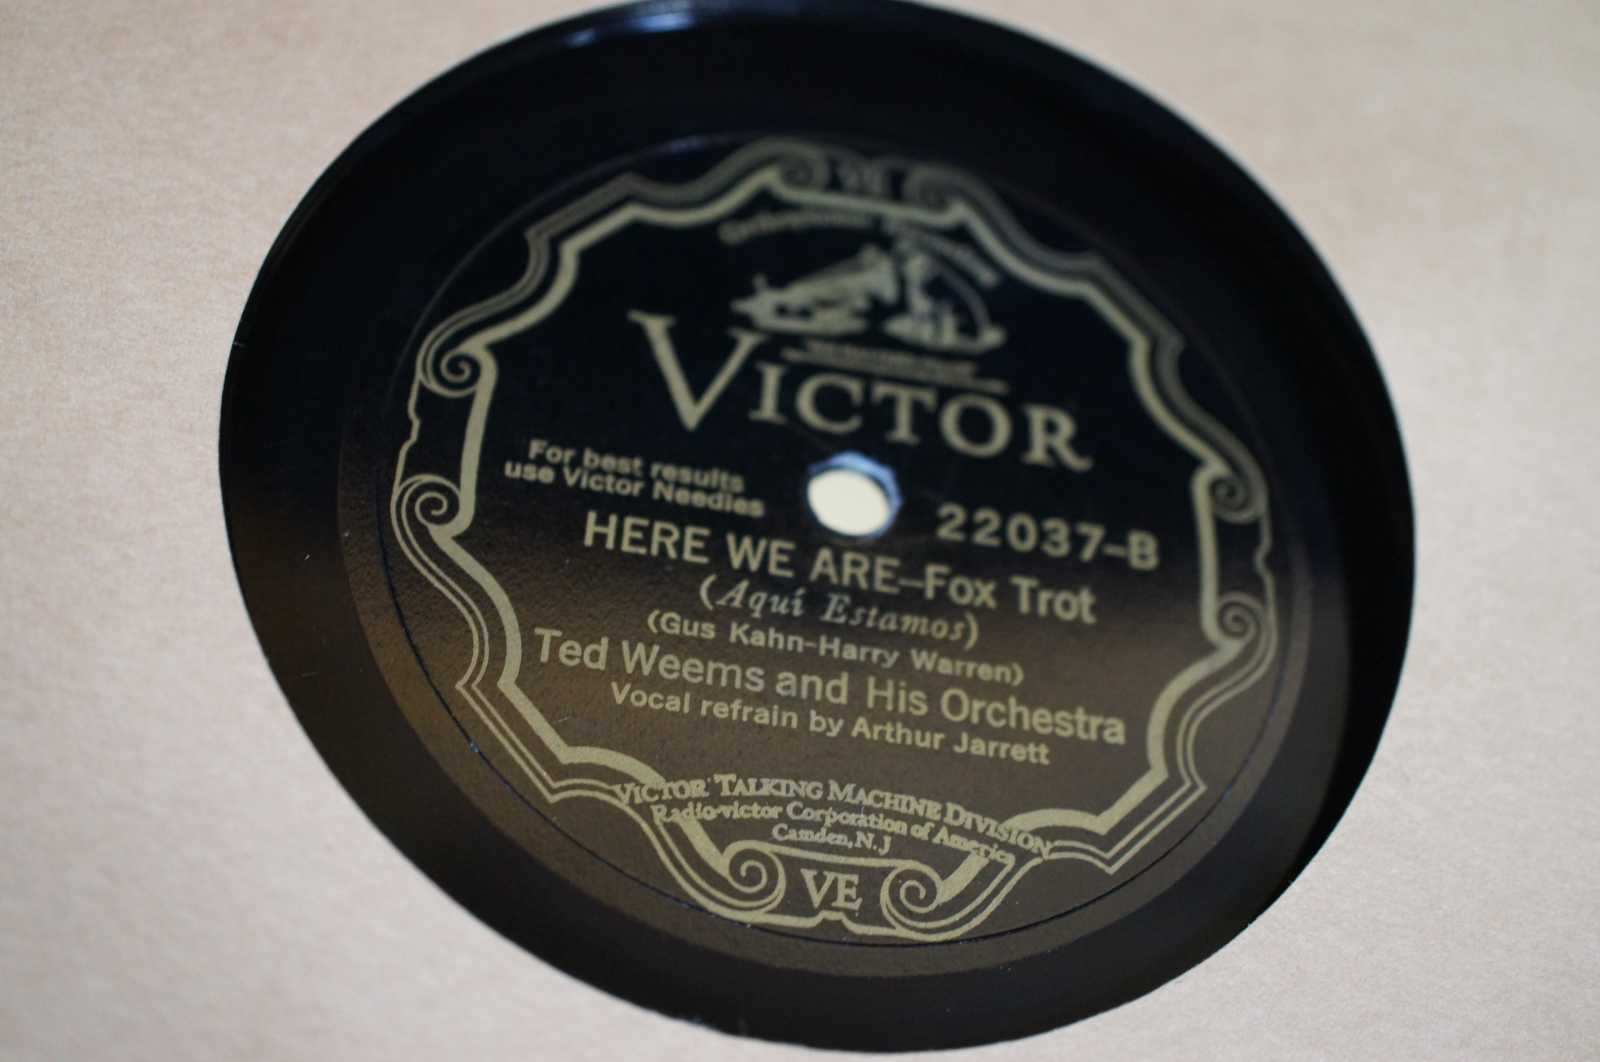 Orthophonic Recording
VICTOR
For best results
use Victor Needles
22037-B
HERE WE ARE—Fox Trot
(Aquí Estamos)
(Gus Kahn-Harry Warren)
Ted Weems and His Orchestra
Vocal refrain by Arthur Jarrett
VICTOR TALKING MACHINE DIVISION
Radio-victor Corporation of America
Camden, N. J
VE